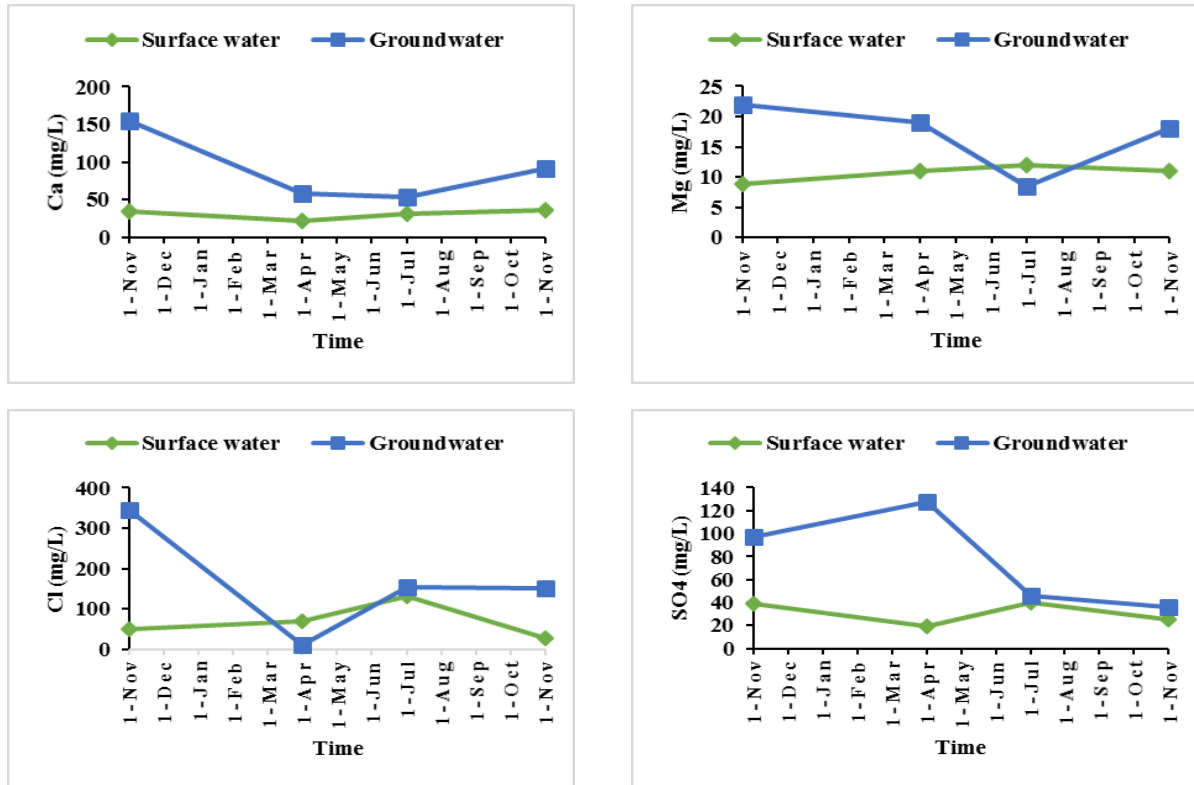 Surface water Groundwater
Ca (mg/L)
200
150
100
50
0
1-Nov 1-Dec 1-Jan 1-Feb 1-Mar 1-Apr 1-May 1-Jun 1-Jul 1-Aug 1-Sep 1-Oct 1-Nov
Time
Surface water Groundwater
Mg (mg/L)
25
20
15
10
5
0
1-Nov 1-Dec 1-Jan 1-Feb 1-Mar 1-Apr 1-May 1-Jun 1-Jul 1-Aug 1-Sep 1-Oct 1-Nov
Time
Surface water Groundwater
Cl (mg/L)
400
300
200
100
0
1-Nov 1-Dec 1-Jan 1-Feb 1-Mar 1-Apr 1-May 1-Jun 1-Jul 1-Aug 1-Sep 1-Oct 1-Nov
Time
Surface water Groundwater
SO4 (mg/L)
140
120
100
80
60
40
20
0
1-Nov 1-Dec 1-Jan 1-Feb 1-Mar 1-Apr 1-May 1-Jun 1-Jul 1-Aug 1-Sep 1-Oct 1-Nov
Time